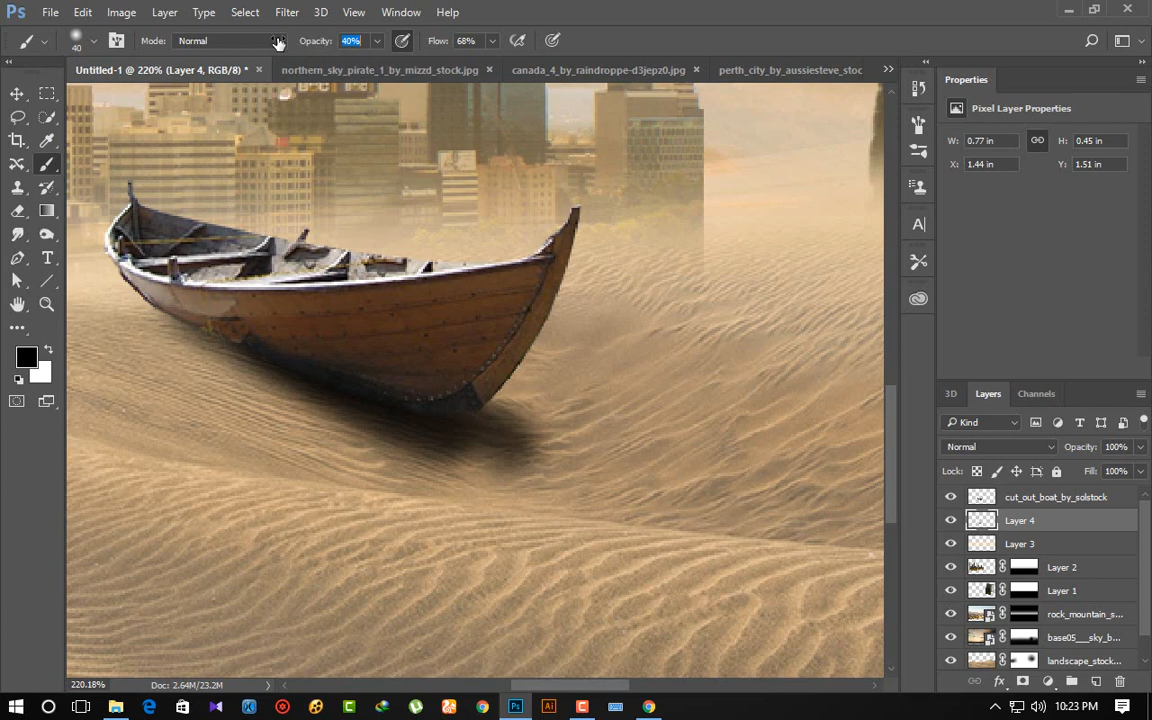 Ps File Edit Image Layer Type Select Filter 3D View Window Help
40 Mode: Normal Opacity: 40% Flow: 68%
Untitled-1 @ 220% (Layer 4, RGB/8) * × northern_sky_pirate_1_by_mizzd_stock.jpg × canada_4_by_raindroppe-d3jepz0.jpg × perth_city_by_aussiesteve_stoc
Properties
Pixel Layer Properties
W: 0.77 in H: 0.45 in
X: 1.44 in Y: 1.51 in
3D Layers Channels
Kind
Normal Opacity: 100%
Lock: Fill: 100%
cut_out_boat_by_solstock
Layer 4
Layer 3
Layer 2
Layer 1
rock_mountain_s...
base05___sky_b...
landscape_stock...
220.18% Doc: 2.64M/23.2M
10:23 PM